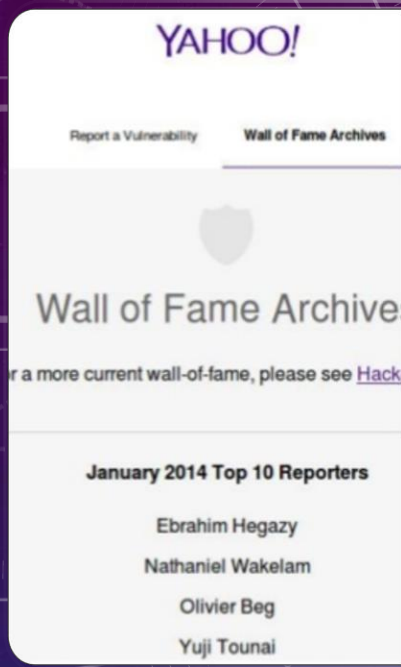 YAHOO!
Report a Vulnerability Wall of Fame Archives
Wall of Fame Archives
r a more current wall-of-fame, please see Hack
January 2014 Top 10 Reporters
Ebrahim Hegazy
Nathaniel Wakelam
Olivier Beg
Yuji Tounai